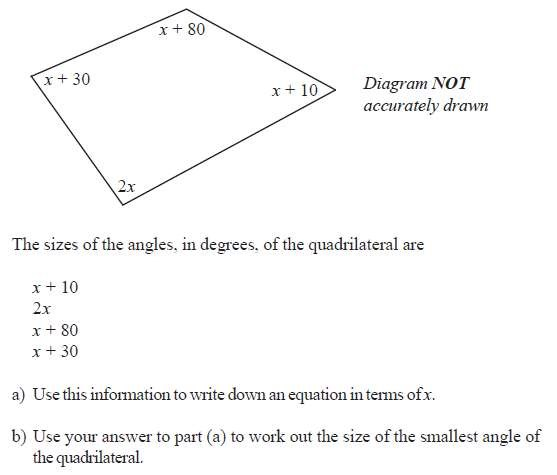 x + 80
x + 30
x + 10
Diagram NOT
accurately drawn
2x
The sizes of the angles, in degrees, of the quadrilateral are
x + 10
2x
x + 80
x + 30
a) Use this information to write down an equation in terms of x.
b) Use your answer to part (a) to work out the size of the smallest angle of
the quadrilateral.